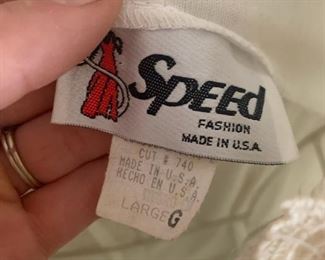 Speed
FASHION
MADE IN U.S.A.
CUT # 740
MADE IN U.S.A.
HECHO EN U.S.A.
LARGE G